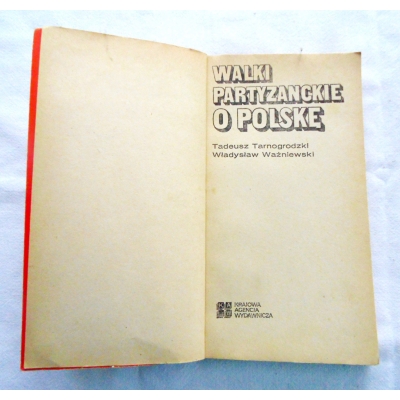 WALKI
PARTYZANCKIE
O POLSKĘ
Tadeusz Tarnogrodzki
Władysław Ważniewski
KRAJOWA
AGENCJA
WYDAWNICZA